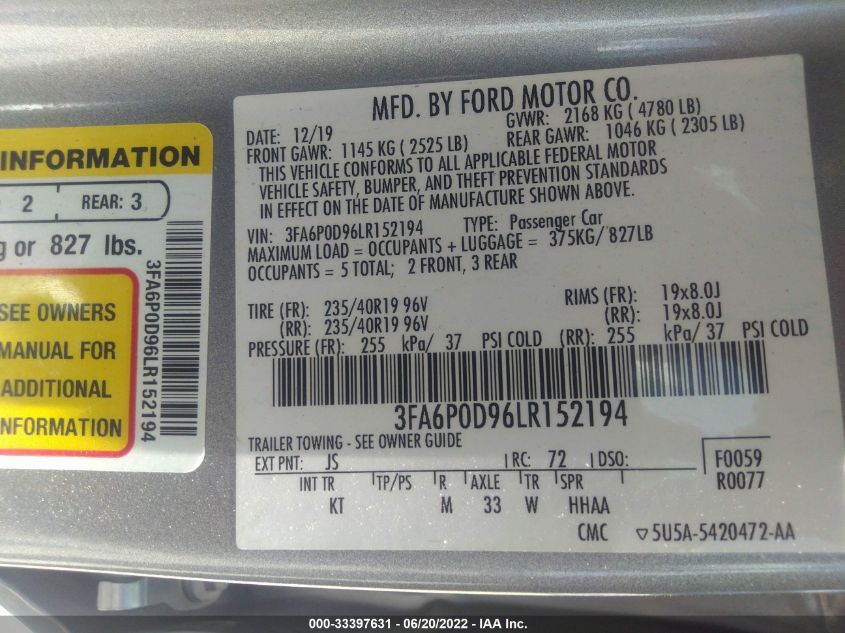 INFORMATION
2 REAR: 3
g or 827 lbs.
SEE OWNERS
MANUAL FOR
ADDITIONAL
INFORMATION
3FA6P0D96LR152194
MFD. BY FORD MOTOR CO.
DATE: 12/19 GVWR: 2168 KG ( 4780 LB)
FRONT GAWR: 1145 KG ( 2525 LB) REAR GAWR: 1046 KG ( 2305 LB)
THIS VEHICLE CONFORMS TO ALL APPLICABLE FEDERAL MOTOR
VEHICLE SAFETY, BUMPER, AND THEFT PREVENTION STANDARDS
IN EFFECT ON THE DATE OF MANUFACTURE SHOWN ABOVE.
VIN: 3FA6P0D96LR152194 TYPE: Passenger Car
MAXIMUM LOAD = OCCUPANTS + LUGGAGE = 375KG/ 827LB
OCCUPANTS = 5 TOTAL; 2 FRONT, 3 REAR
TIRE (FR): 235/40R19 96V RIMS (FR): 19x8.0J
(RR): 235/40R19 96V (RR): 19x8.0J
PRESSURE (FR): 255 kPa/ 37 PSI COLD (RR): 255 kPa/ 37 PSI COLD
3FA6P0D96LR152194
TRAILER TOWING - SEE OWNER GUIDE
EXT PNT: JS RC: 72 DSO: F0059
INT TR TP/PS R AXLE TR SPR R0077
KT M 33 W HHAA
CMC ▽5U5A-5420472-AA
000-33397631 - 06/20/2022 - IAA Inc.